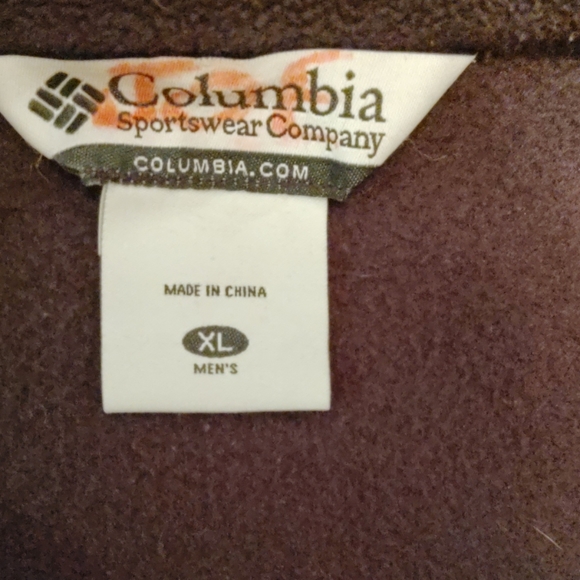 Columbia
Sportswear Company
COLUMBIA.COM
MADE IN CHINA
XL
MEN'S